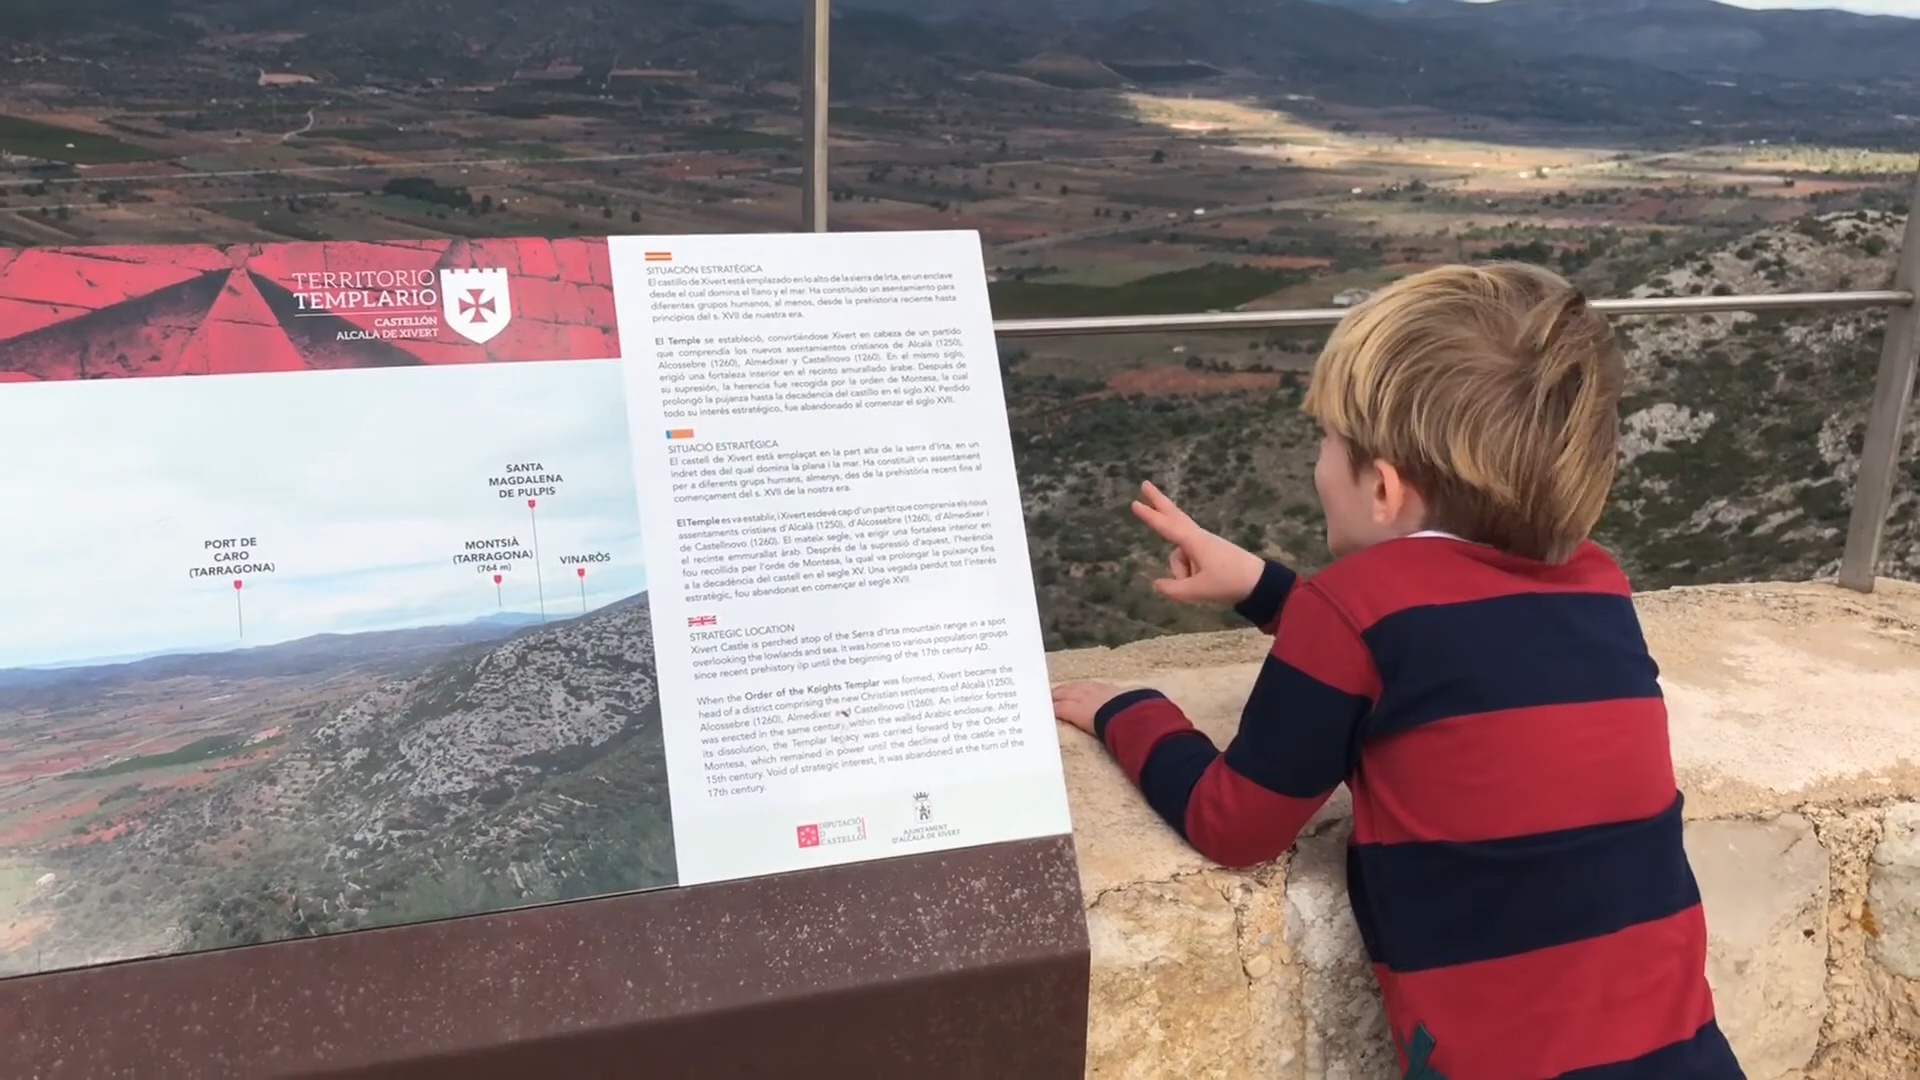 TERRITORIO
TEMPLARIO
CASTELLÓN
ALCALA DE XIVERT
PORT DE
CARO
(TARRAGONA)
SANTA
MAGDALENA
DE PULPIS
MONTSIÀ
(TARRAGONA)
(764 m)
VINARÒS
SITUACIÓN ESTRATÉGICA
El castillo de Xivert está emplazado en lo alto de la sierra de Irta, en un enclave
desde el cual domina el llano y el mar. Ha constituido un asentamiento para
diferentes grupos humanos, al menos, desde la prehistoria reciente hasta
principios del s. XVII de nuestra era.
El Temple se estableció, convirtiéndose Xivert en cabeza de un partido
que comprendía los nuevos asentamientos cristianos de Alcalà (1250),
Alcossebre (1260), Almedixer y Castellnovo (1260). En el mismo siglo,
erigió una fortaleza interior en el recinto amurallado árabe. Después de
su supresión, la herencia fue recogida por la orden de Montesa, la cual
prolongó la pujanza hasta la decadencia del castillo en el siglo XV. Perdido
todo su interés estratégico, fue abandonado al comenzar el siglo XVII.
SITUACIÓ ESTRATÈGICA
El castell de Xivert està emplaçat en la part alta de la serra d'Irta, en un
indret des del qual domina la plana i la mar. Ha constituït un assentament
per a diferents grups humans, almenys, des de la prehistòria recent fins al
començament del s. XVII de la nostra era.
El Temple es va establir, i Xivert esdevé cap d'un partit que comprenia els nous
assentaments cristians d'Alcalà (1250), d'Alcossebre (1260), d'Almedixer i
de Castellnovo (1260). El mateix segle, va erigir una fortalesa interior en
el recinte emmurallat àrab. Després de la supressió d'aquest, l'herència
fou recollida per l'orde de Montesa, la qual va prolongar la puixança fins
a la decadència del castell en el segle XV. Una vegada perdut tot l'interés
estratègic, fou abandonat en començar el segle XVII.
STRATEGIC LOCATION
Xivert Castle is perched atop of the Serra d'Irta mountain range in a spot
overlooking the lowlands and sea. It was home to various population groups
since recent prehistory up until the beginning of the 17th century AD.
When the Order of the Knights Templar was formed, Xivert became the
head of a district comprising the new Christian settlements of Alcalà (1250),
Alcossebre (1260), Almedixer and Castellnovo (1260). An interior fortress
was erected in the same century within the walled Arabic enclosure. After
its dissolution, the Templar legacy was carried forward by the Order of
Montesa, which remained in power until the decline of the castle in the
15th century. Void of strategic interest, it was abandoned at the turn of the
17th century.
DIPUTACIÓ
D E
CASTELLÓ
AJUNTAMENT
D'ALCALÀ DE XIVERT